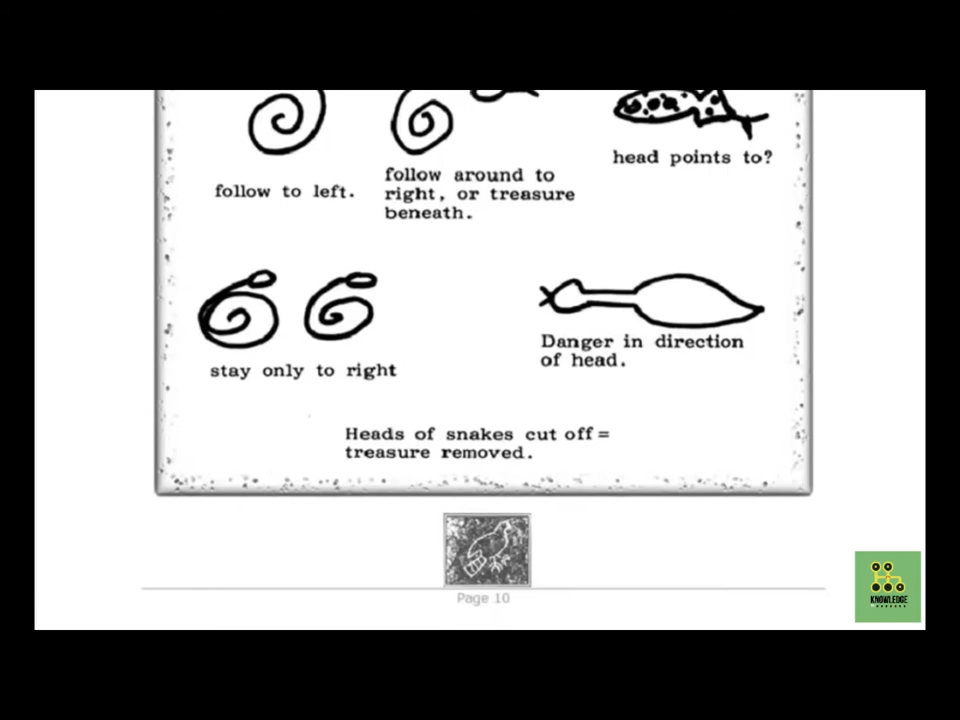 head points to?
follow to left.
follow around to
right, or treasure
beneath.
stay only to right
Danger in direction
of head.
Heads of snakes cut off =
treasure removed.
Page 10
KNOWLEDGE